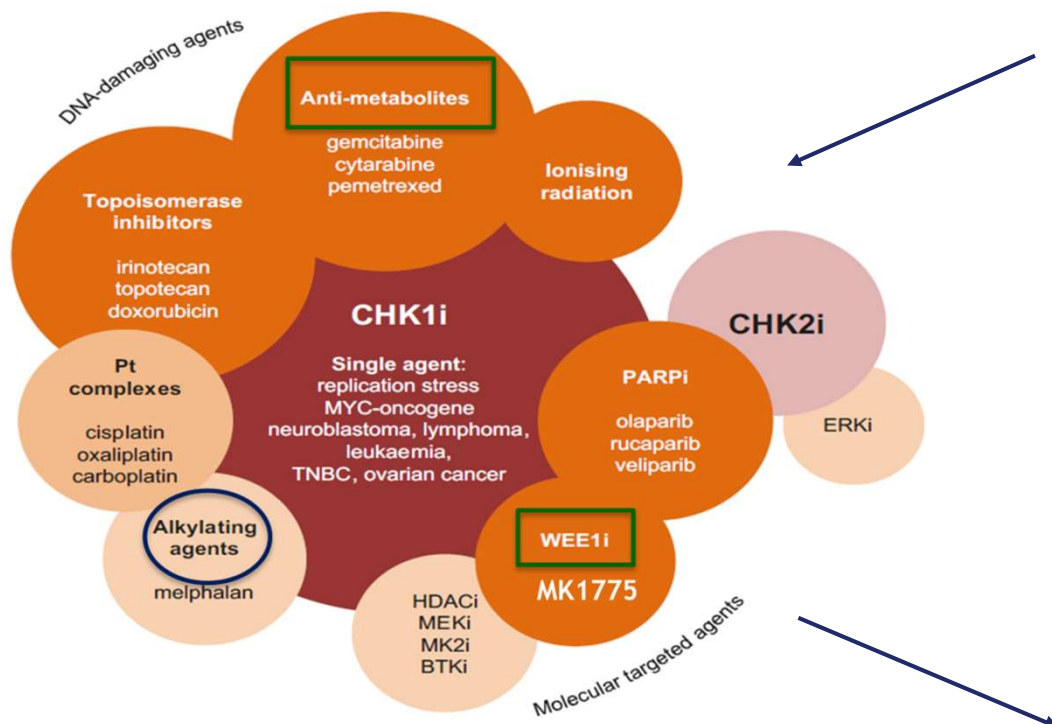 DNA-damaging agents
Anti-metabolites
gemcitabine
cytarabine
pemetrexed
Ionising
radiation
Topoisomerase
inhibitors
irinotecan
topotecan
doxorubicin
CHK1i
Single agent:
replication stress
MYC-oncogene
neuroblastoma, lymphoma,
leukaemia,
TNBC, ovarian cancer
CHK2i
PARPi
olaparib
rucaparib
veliparib
ERKi
Pt
complexes
cisplatin
oxaliplatin
carboplatin
Alkylating
agents
melphalan
WEE1i
MK1775
HDACi
MEKi
MK2i
BTKi
Molecular targeted agents